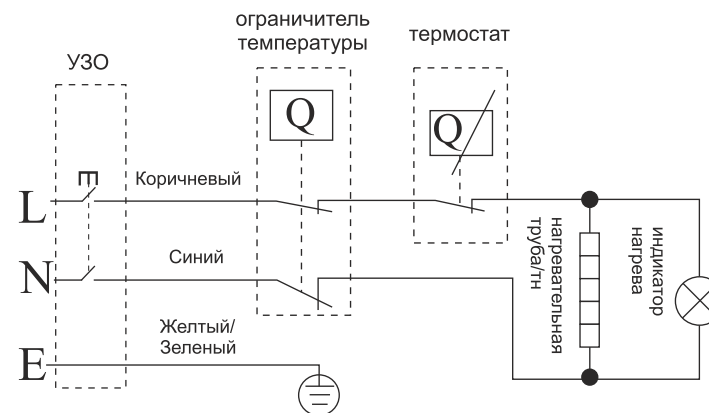 ограничитель
температуры
термостат
УЗО
Q
Q
L
Коричневый
N
Синий
E
Желтый/
Зеленый
нагревательная
труба/тн
индикатор
нагрева